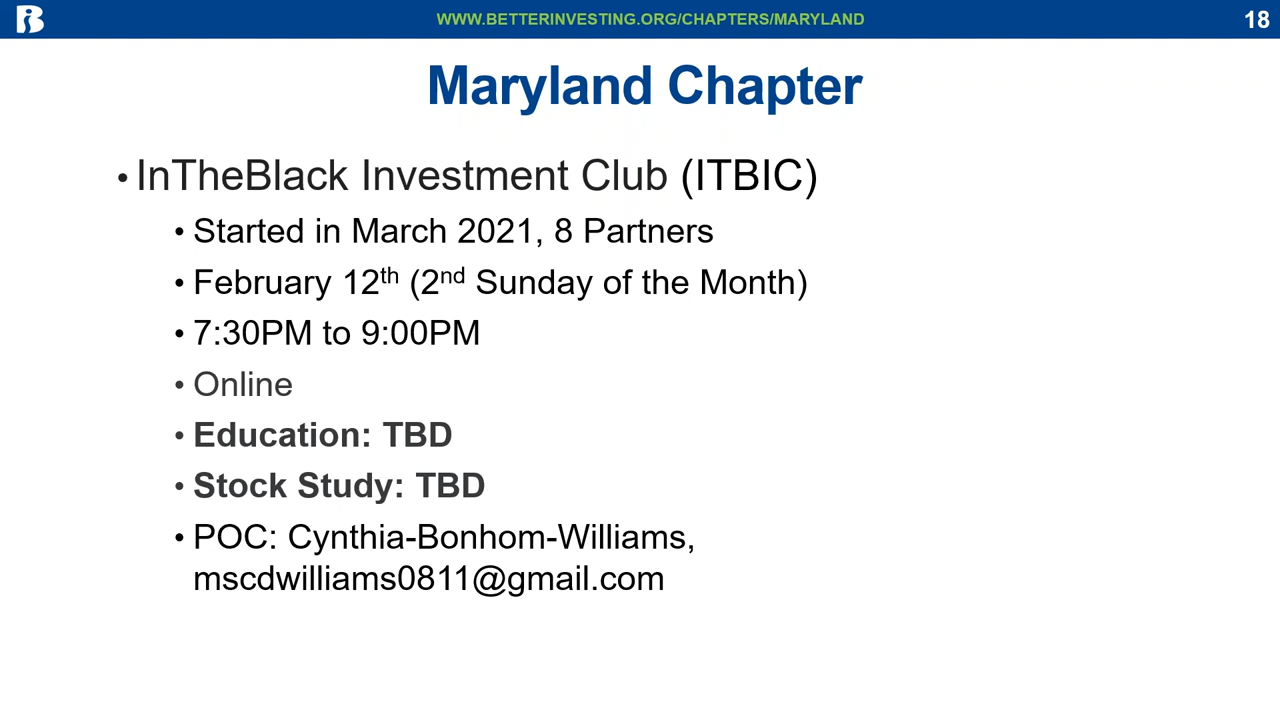 WWW.BETTERINVESTING.ORG/CHAPTERS/MARYLAND
18
Maryland Chapter
• InTheBlack Investment Club (ITBIC)
• Started in March 2021, 8 Partners
• February 12th (2nd Sunday of the Month)
• 7:30PM to 9:00PM
• Online
• Education: TBD
• Stock Study: TBD
• POC: Cynthia-Bonhom-Williams,
mscdwilliams0811@gmail.com